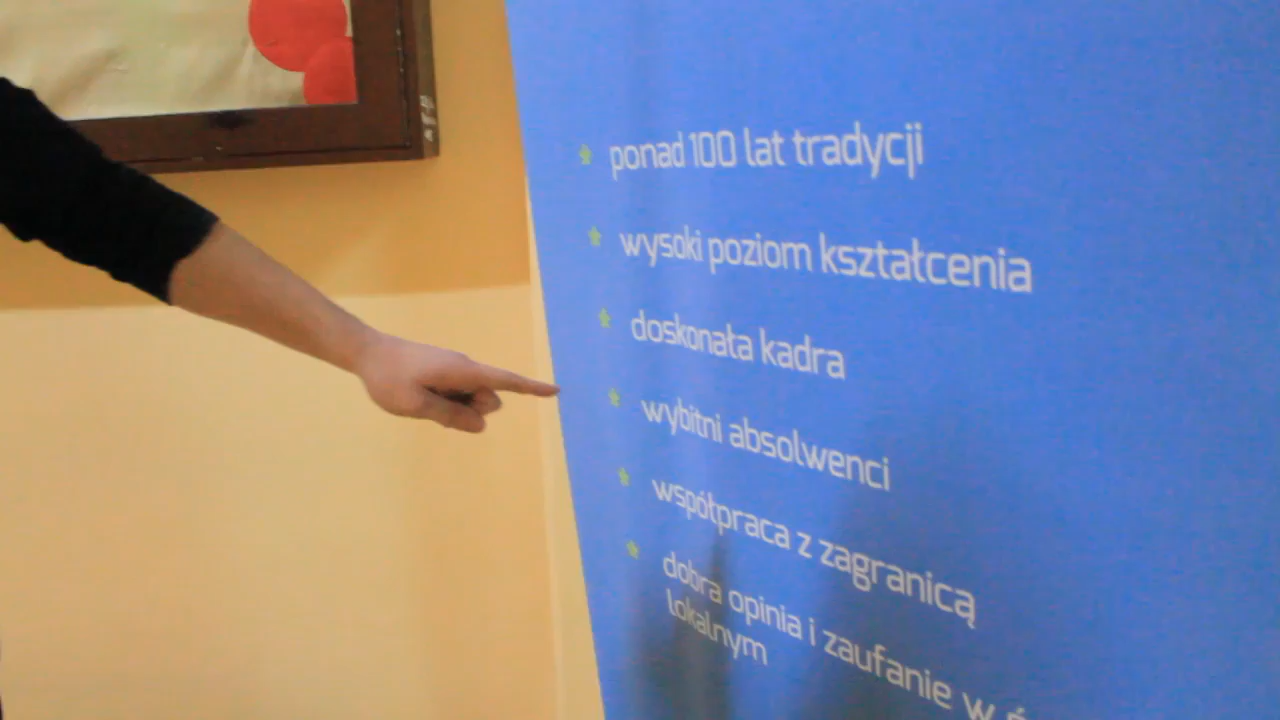 ponad 100 lat tradycji
wysoki poziom kształcenia
doskonała kadra
wybitni absolwenci
współpraca z zagranicą
dobra opinia i zaufanie w
lokalnym